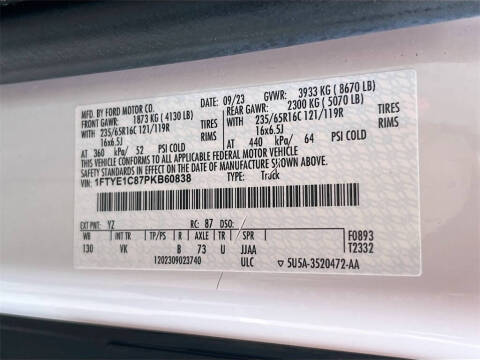 MFD. BY FORD MOTOR CO.
09/23 GVWR: 3933 KG ( 8670 LB)
FRONT GAWR: 1873 KG ( 4130 LB) REAR GAWR: 2300 KG ( 5070 LB)
WITH 235/65R16C 121/119R TIRES WITH 235/65R16C 121/119R TIRES
16x6.5J RIMS 16x6.5J RIMS
AT 360 kPa/ 52 PSI COLD AT 440 kPa/ 64 PSI COLD
THIS VEHICLE CONFORMS TO ALL APPLICABLE FEDERAL MOTOR VEHICLE
SAFETY STANDARDS IN EFFECT ON THE DATE OF MANUFACTURE SHOWN ABOVE.
VIN: 1FTYE1C87PKB60838 TYPE: Truck
EXT PNT: YZ RC: 87 DSO:
WB INT TR TP/PS R AXLE TR SPR F0893
130 VK B 73 U JJAA T2332
1202309023740 ULC 5U5A-3520472-AA